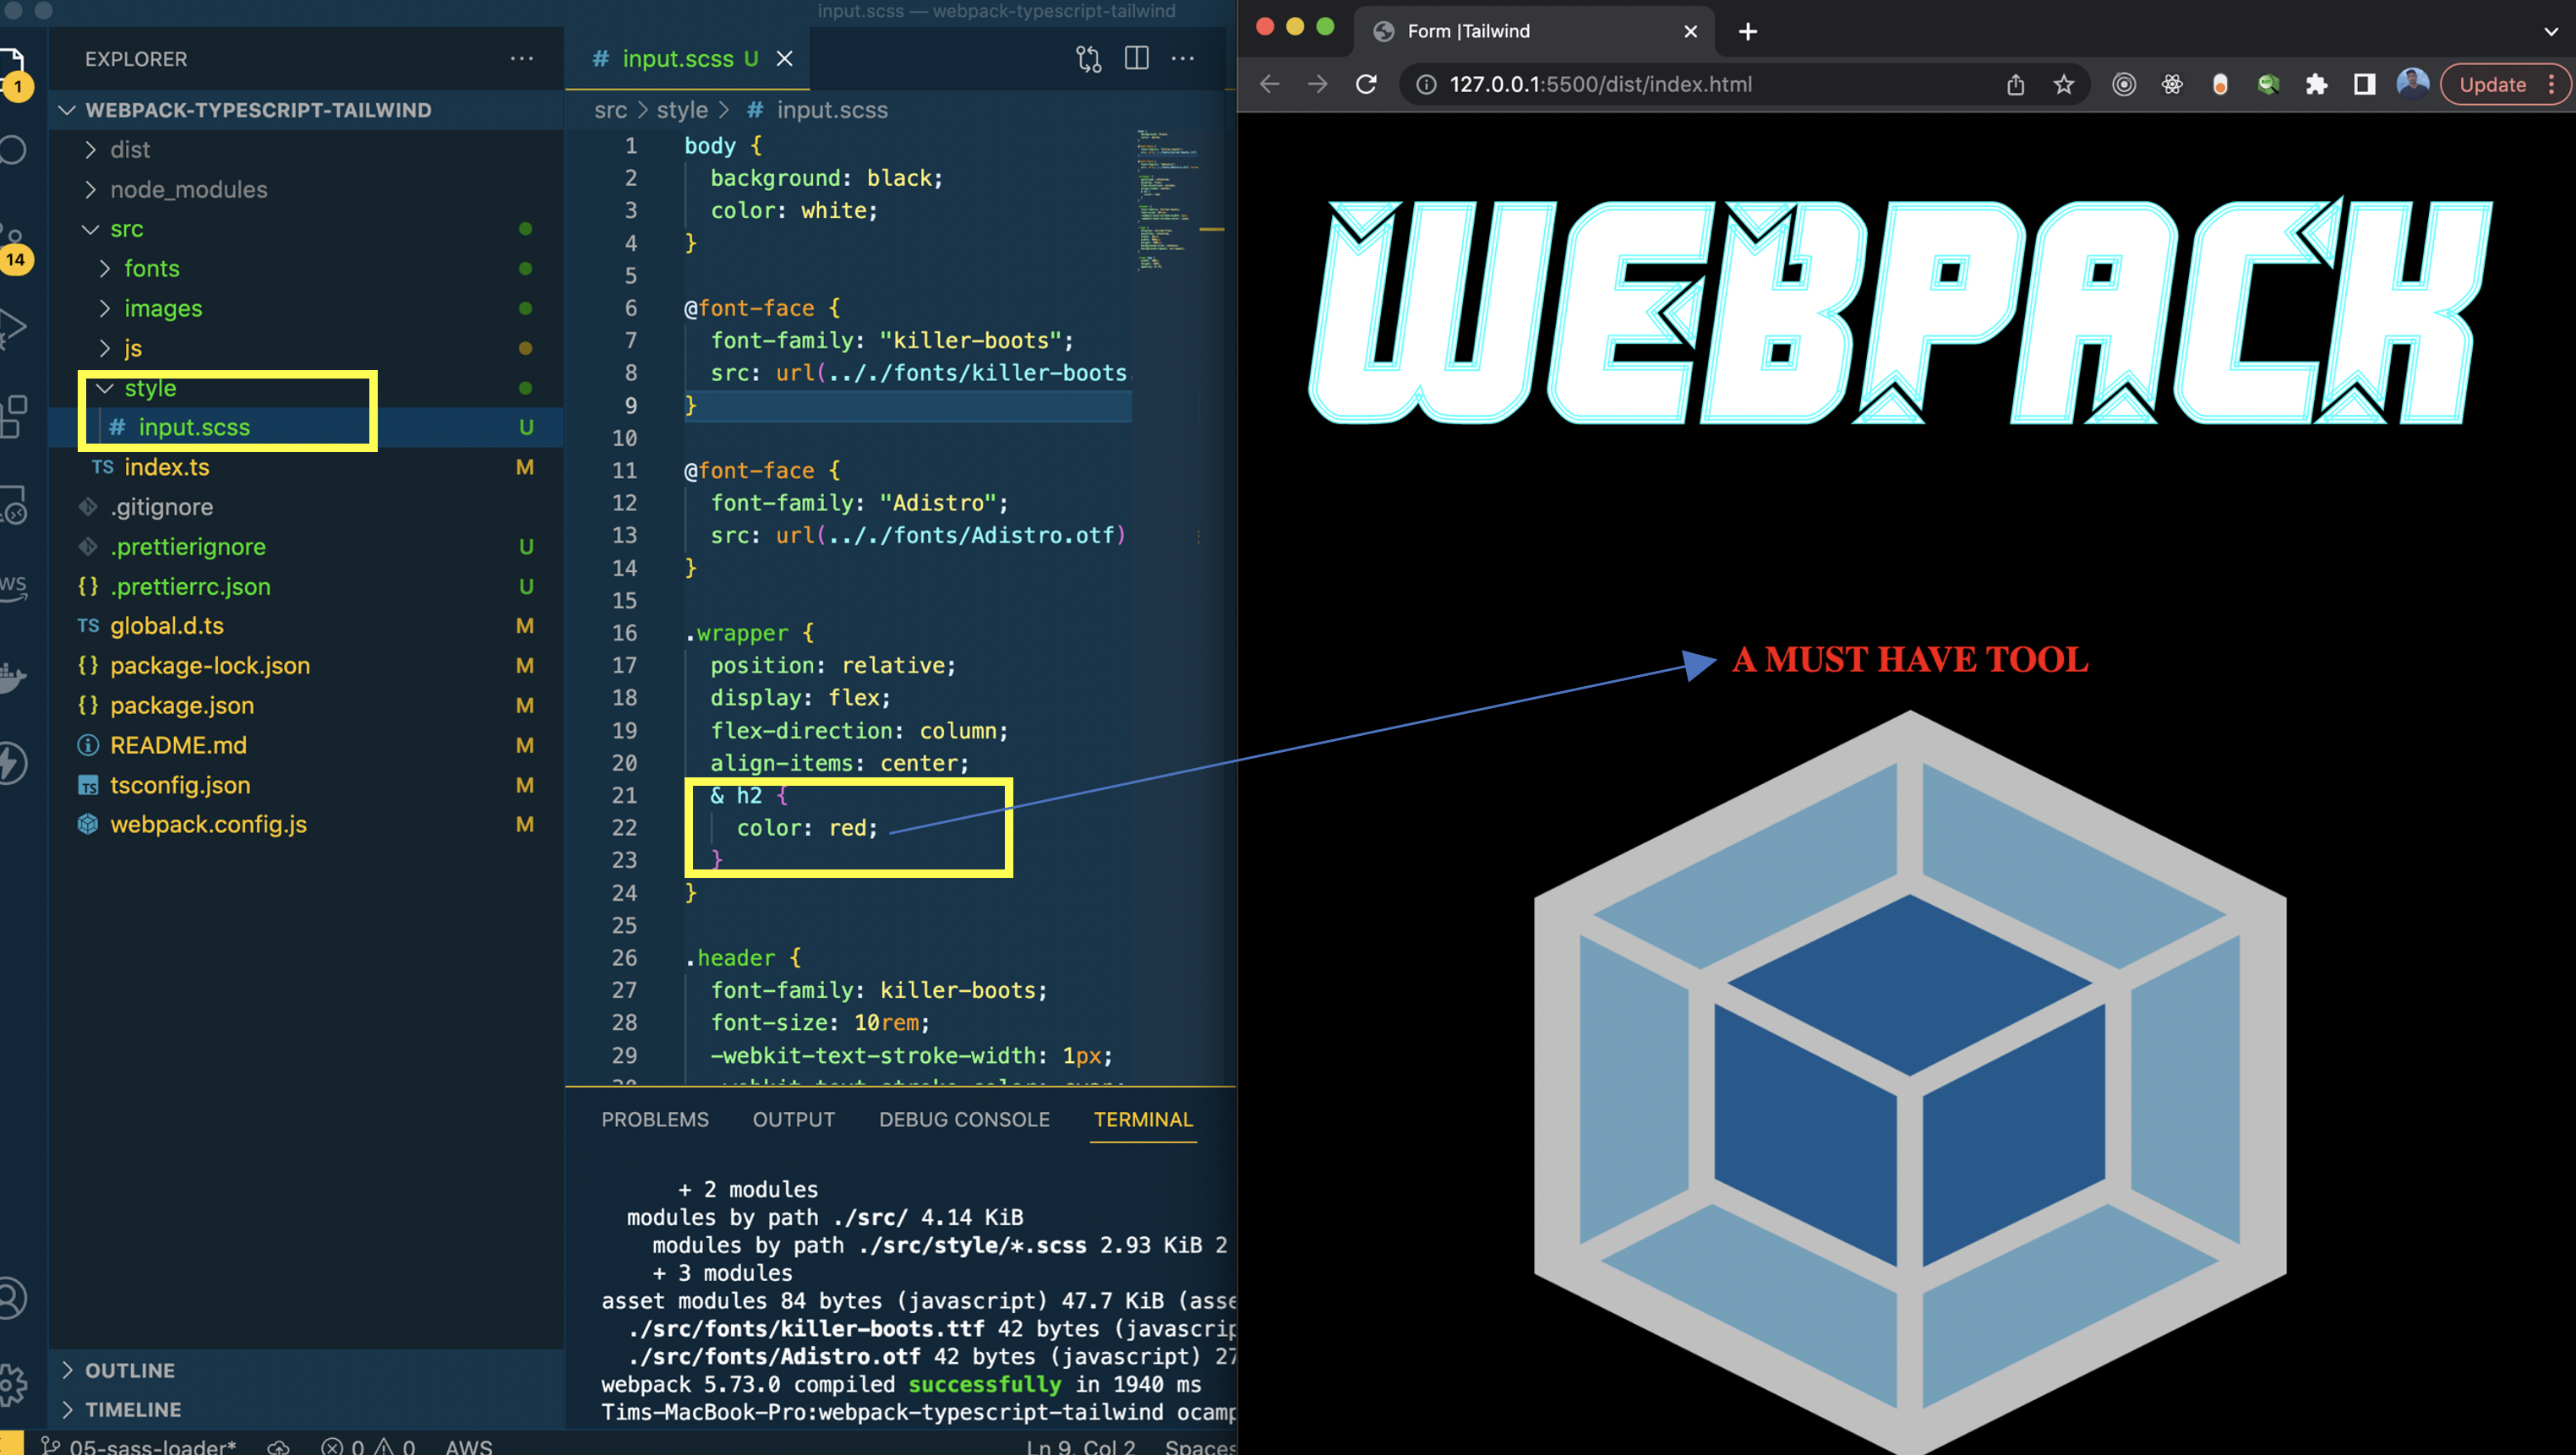 input.scss — webpack-typescript-tailwind
EXPLORER
1
14
WEBPACK-TYPESCRIPT-TAILWIND
dist
node_modules
src
fonts
images
js
style
# input.scss U
TS index.ts M
.gitignore
.prettierignore U
{} .prettierrc.json U
TS global.d.ts M
{} package-lock.json M
{} package.json M
README.md M
TS tsconfig.json M
webpack.config.js M
OUTLINE
TIMELINE
05-sass-loader* 0 0 AWS
# input.scss U
src > style > # input.scss
1 body {
2 background: black;
3 color: white;
4 }
5
6 @font-face {
7 font-family: "killer-boots";
8 src: url(.././fonts/killer-boots.
9 }
10
11 @font-face {
12 font-family: "Adistro";
13 src: url(.././fonts/Adistro.otf)
14 }
15
16 .wrapper {
17 position: relative;
18 display: flex;
19 flex-direction: column;
20 align-items: center;
21 & h2 {
22 color: red;
23 }
24 }
25
26 .header {
27 font-family: killer-boots;
28 font-size: 10rem;
29 -webkit-text-stroke-width: 1px;
PROBLEMS OUTPUT DEBUG CONSOLE TERMINAL
+ 2 modules
modules by path ./src/ 4.14 KiB
modules by path ./src/style/*.scss 2.93 KiB 2
+ 3 modules
asset modules 84 bytes (javascript) 47.7 KiB (asse
./src/fonts/killer-boots.ttf 42 bytes (javascrip
./src/fonts/Adistro.otf 42 bytes (javascript) 27
webpack 5.73.0 compiled successfully in 1940 ms
Tims-MacBook-Pro:webpack-typescript-tailwind ocamp
Ln 9, Col 2 Spaces
Form |Tailwind
127.0.0.1:5500/dist/index.html
Update
WEBPACK
A MUST HAVE TOOL